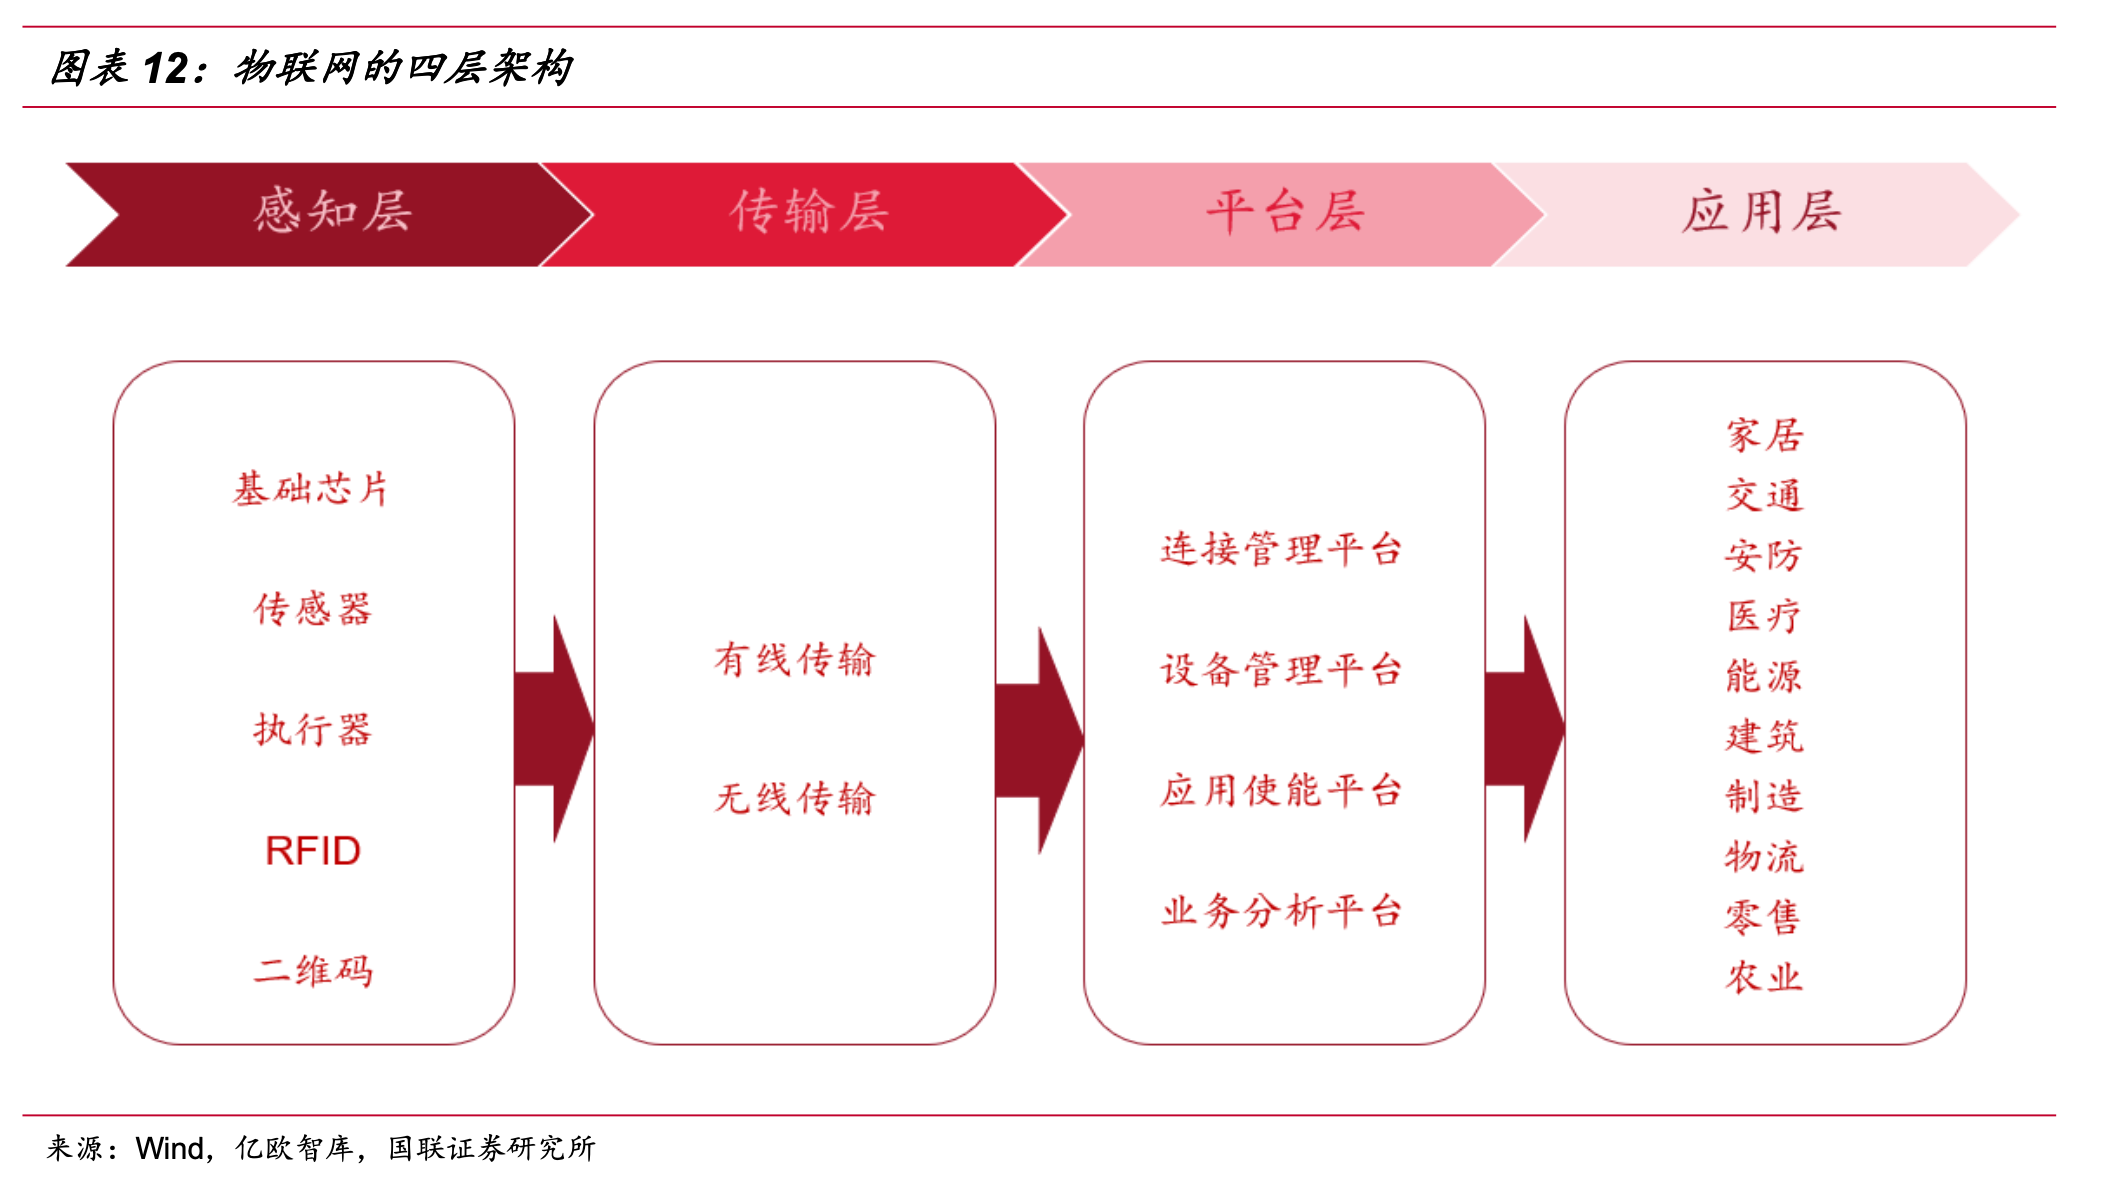 图表 12：物联网的四层架构
感知层
传输层
平台层
应用层
基础芯片
传感器
执行器
RFID
二维码
有线传输
无线传输
连接管理平台
设备管理平台
应用使能平台
业务分析平台
家居
交通
安防
医疗
能源
建筑
制造
物流
零售
农业
来源：Wind，亿欧智库，国联证券研究所